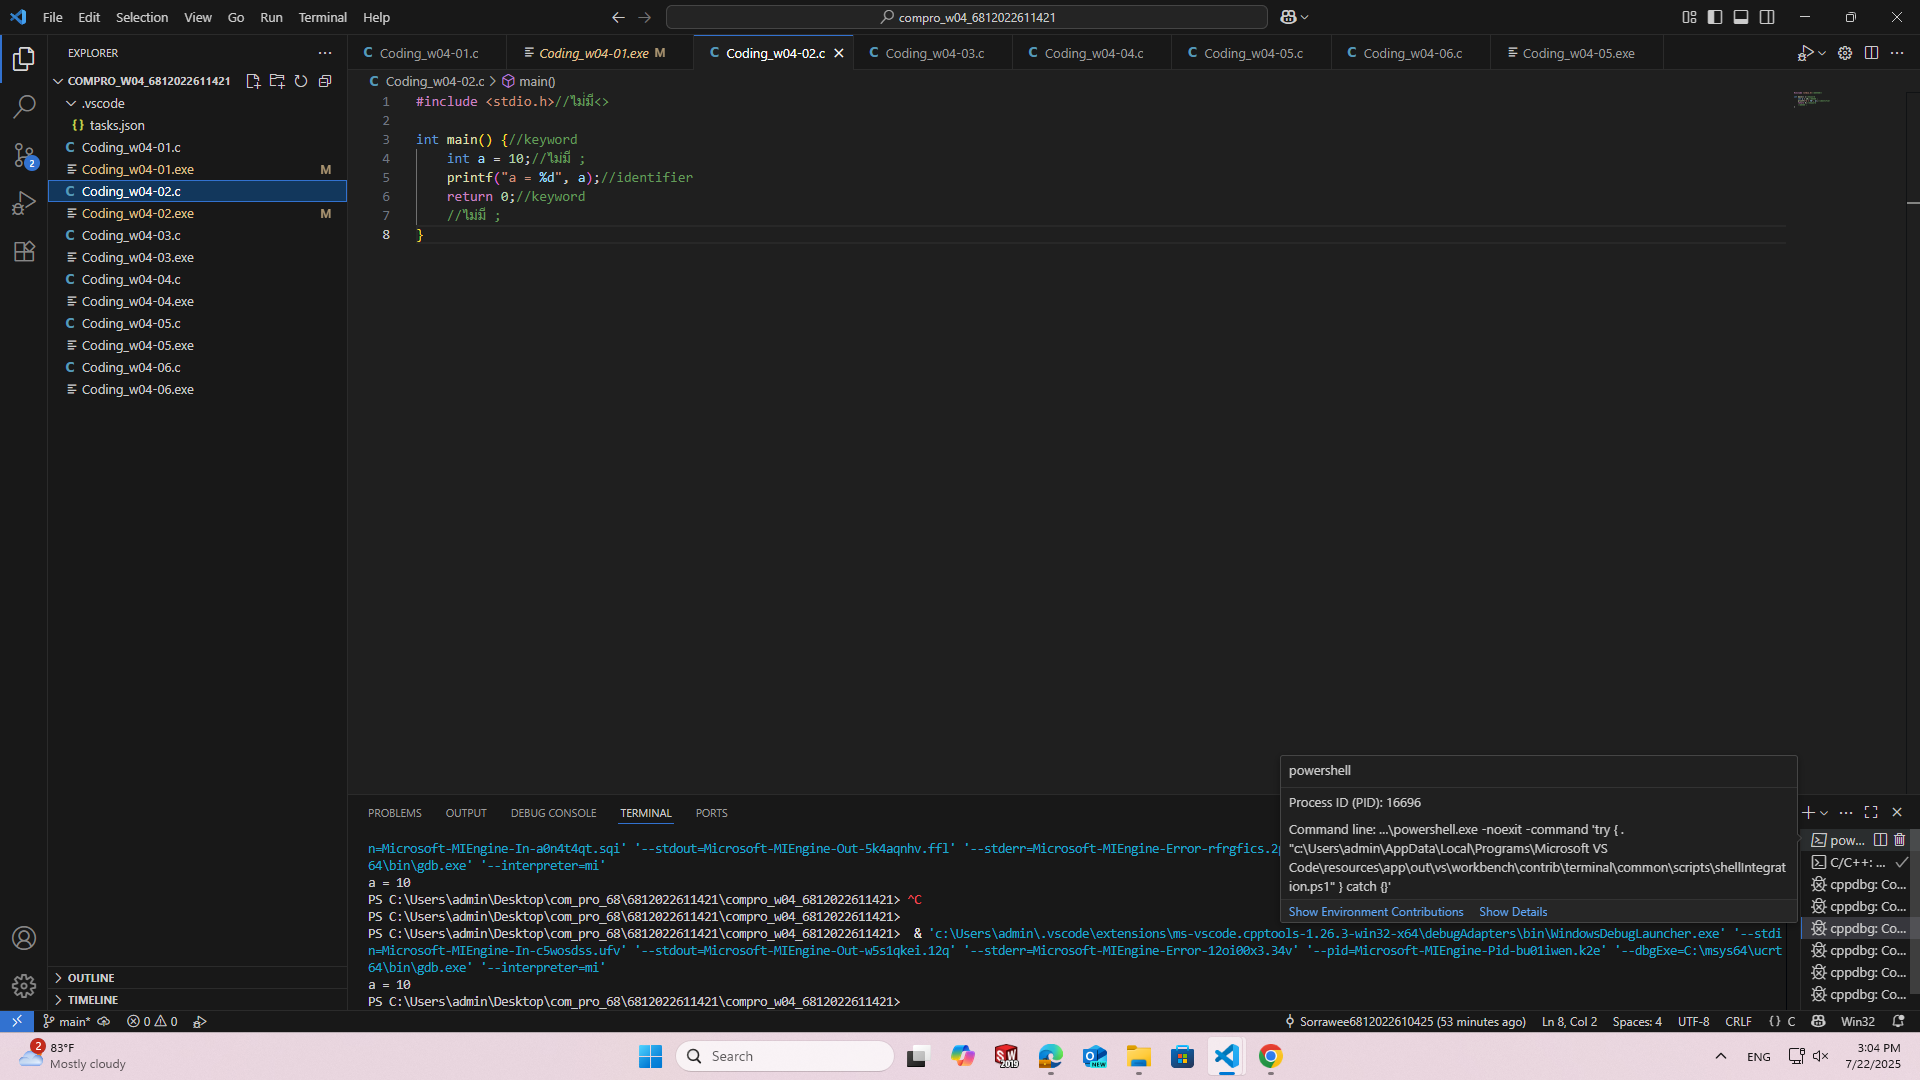 File Edit Selection View Go Run Terminal Help
compro_w04_6812022611421
EXPLORER
COMPRO_W04_6812022611421
.vscode
{} tasks.json
C Coding_w04-01.c
Coding_w04-01.exe M
C Coding_w04-02.c
Coding_w04-02.exe M
C Coding_w04-03.c
Coding_w04-03.exe
C Coding_w04-04.c
Coding_w04-04.exe
C Coding_w04-05.c
Coding_w04-05.exe
C Coding_w04-06.c
Coding_w04-06.exe
OUTLINE
TIMELINE
2
C Coding_w04-01.c
Coding_w04-01.exe M
C Coding_w04-02.c
C Coding_w04-03.c
C Coding_w04-04.c
C Coding_w04-05.c
C Coding_w04-06.c
Coding_w04-05.exe
C Coding_w04-02.c > main()
1 #include <stdio.h>//ไม่มี<>
2
3 int main() {//keyword
4 int a = 10;//ไม่มี ;
5 printf("a = %d", a);//identifier
6 return 0;//keyword
7 //ไม่มี ;
8 }
PROBLEMS OUTPUT DEBUG CONSOLE TERMINAL PORTS
n=Microsoft-MIEngine-In-a0n4t4qt.sqi' '--stdout=Microsoft-MIEngine-Out-5k4aqnhv.ffl' '--stderr=Microsoft-MIEngine-Error-rfrgfics.2p
64\bin\gdb.exe' '--interpreter=mi'
a = 10
PS C:\Users\admin\Desktop\com_pro_68\6812022611421\compro_w04_6812022611421> ^C
PS C:\Users\admin\Desktop\com_pro_68\6812022611421\compro_w04_6812022611421>
PS C:\Users\admin\Desktop\com_pro_68\6812022611421\compro_w04_6812022611421> & 'c:\Users\admin\.vscode\extensions\ms-vscode.cpptools-1.26.3-win32-x64\debugAdapters\bin\WindowsDebugLauncher.exe' '--stdi
n=Microsoft-MIEngine-In-c5wosdss.ufv' '--stdout=Microsoft-MIEngine-Out-w5s1qkei.12q' '--stderr=Microsoft-MIEngine-Error-12oi00x3.34v' '--pid=Microsoft-MIEngine-Pid-bu01iwen.k2e' '--dbgExe=C:\msys64\ucrt
64\bin\gdb.exe' '--interpreter=mi'
a = 10
PS C:\Users\admin\Desktop\com_pro_68\6812022611421\compro_w04_6812022611421>
powershell
Process ID (PID): 16696
Command line: ...\powershell.exe -noexit -command 'try { .
"c:\Users\admin\AppData\Local\Programs\Microsoft VS
Code\resources\app\out\vs\workbench\contrib\terminal\common\scripts\shellIntegrat
ion.ps1" } catch {}'
Show Environment Contributions Show Details
pow...
C/C++: ...
cppdbg: Co...
cppdbg: Co...
cppdbg: Co...
cppdbg: Co...
cppdbg: Co...
cppdbg: Co...
main* 0 0
Sorrawee6812022610425 (53 minutes ago) Ln 8, Col 2 Spaces: 4 UTF-8 CRLF {} C Win32
2
83°F
Mostly cloudy
Search
SW
2019
NEW
ENG
3:04 PM
7/22/2025